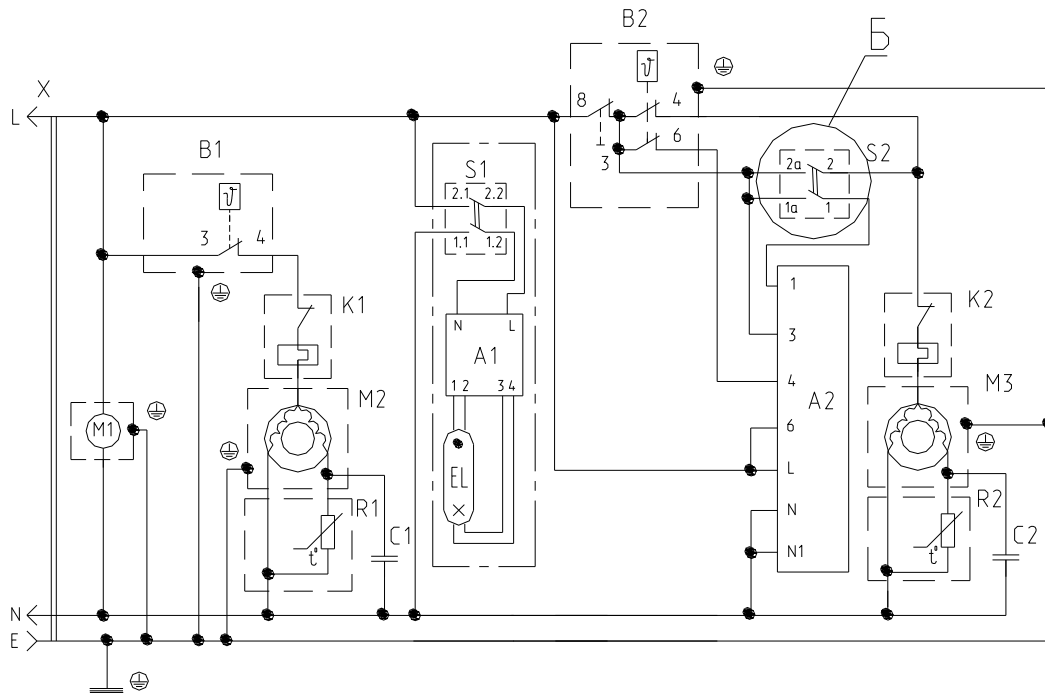 B2
Б
X
L
8
4
B1
S1
6
3
S2
ϑ
ϑ
2.1 2.2
2a 2
3 4
1.1 1.2
1a 1
1
K1
K2
N L
3
A1
4
M2
1 2 3 4
A2
M3
M1
6
EL
L
R1
R2
t°
C1
N
t°
C2
N1
N
E